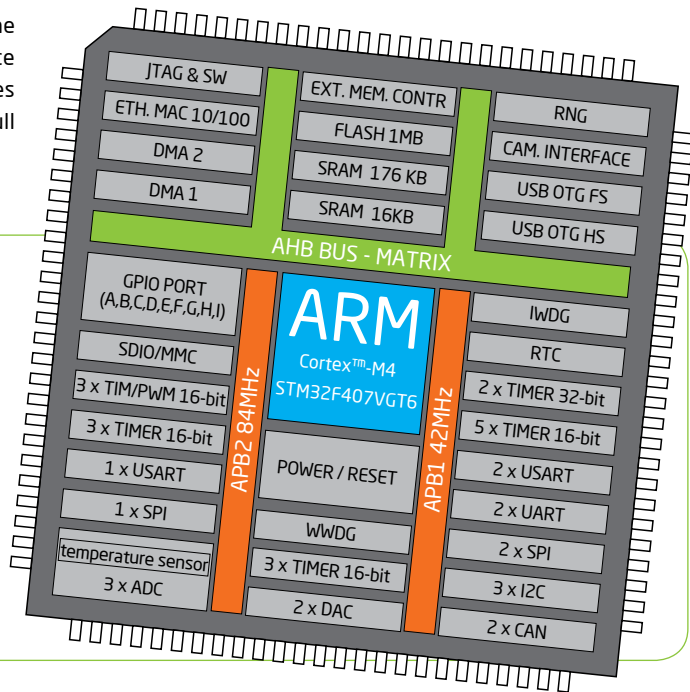 JTAG & SW
ETH. MAC 10/100
DMA 2
DMA 1
EXT. MEM. CONTR
FLASH 1MB
SRAM 176 KB
SRAM 16KB
RNG
CAM. INTERFACE
USB OTG FS
USB OTG HS
AHB BUS - MATRIX
GPIO PORT
(A,B,C,D,E,F,G,H,I)
SDIO/MMC
3 x TIM/PWM 16-bit
3 x TIMER 16-bit
1 x USART
1 x SPI
temperature sensor
3 x ADC
APB2 84MHz
ARM
Cortex™-M4
STM32F407VGT6
POWER / RESET
WWDG
3 x TIMER 16-bit
2 x DAC
APB1 42MHz
IWDG
RTC
2 x TIMER 32-bit
5 x TIMER 16-bit
2 x USART
2 x UART
2 x SPI
3 x I2C
2 x CAN